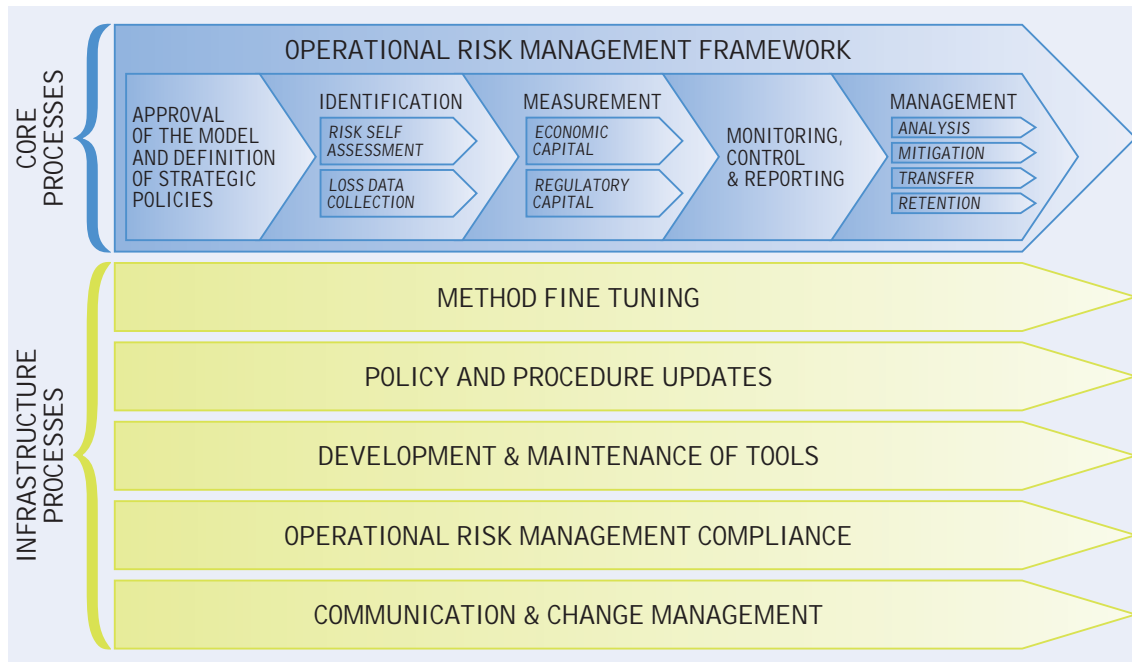 CORE
PROCESSES
OPERATIONAL RISK MANAGEMENT FRAMEWORK
APPROVAL
OF THE MODEL
AND DEFINITION
OF STRATEGIC
POLICIES
IDENTIFICATION
RISK SELF
ASSESSMENT
LOSS DATA
COLLECTION
MEASUREMENT
ECONOMIC
CAPITAL
REGULATORY
CAPITAL
MONITORING,
CONTROL
& REPORTING
MANAGEMENT
ANALYSIS
MITIGATION
TRANSFER
RETENTION
INFRASTRUCTURE
PROCESSES
METHOD FINE TUNING
POLICY AND PROCEDURE UPDATES
DEVELOPMENT & MAINTENANCE OF TOOLS
OPERATIONAL RISK MANAGEMENT COMPLIANCE
COMMUNICATION & CHANGE MANAGEMENT